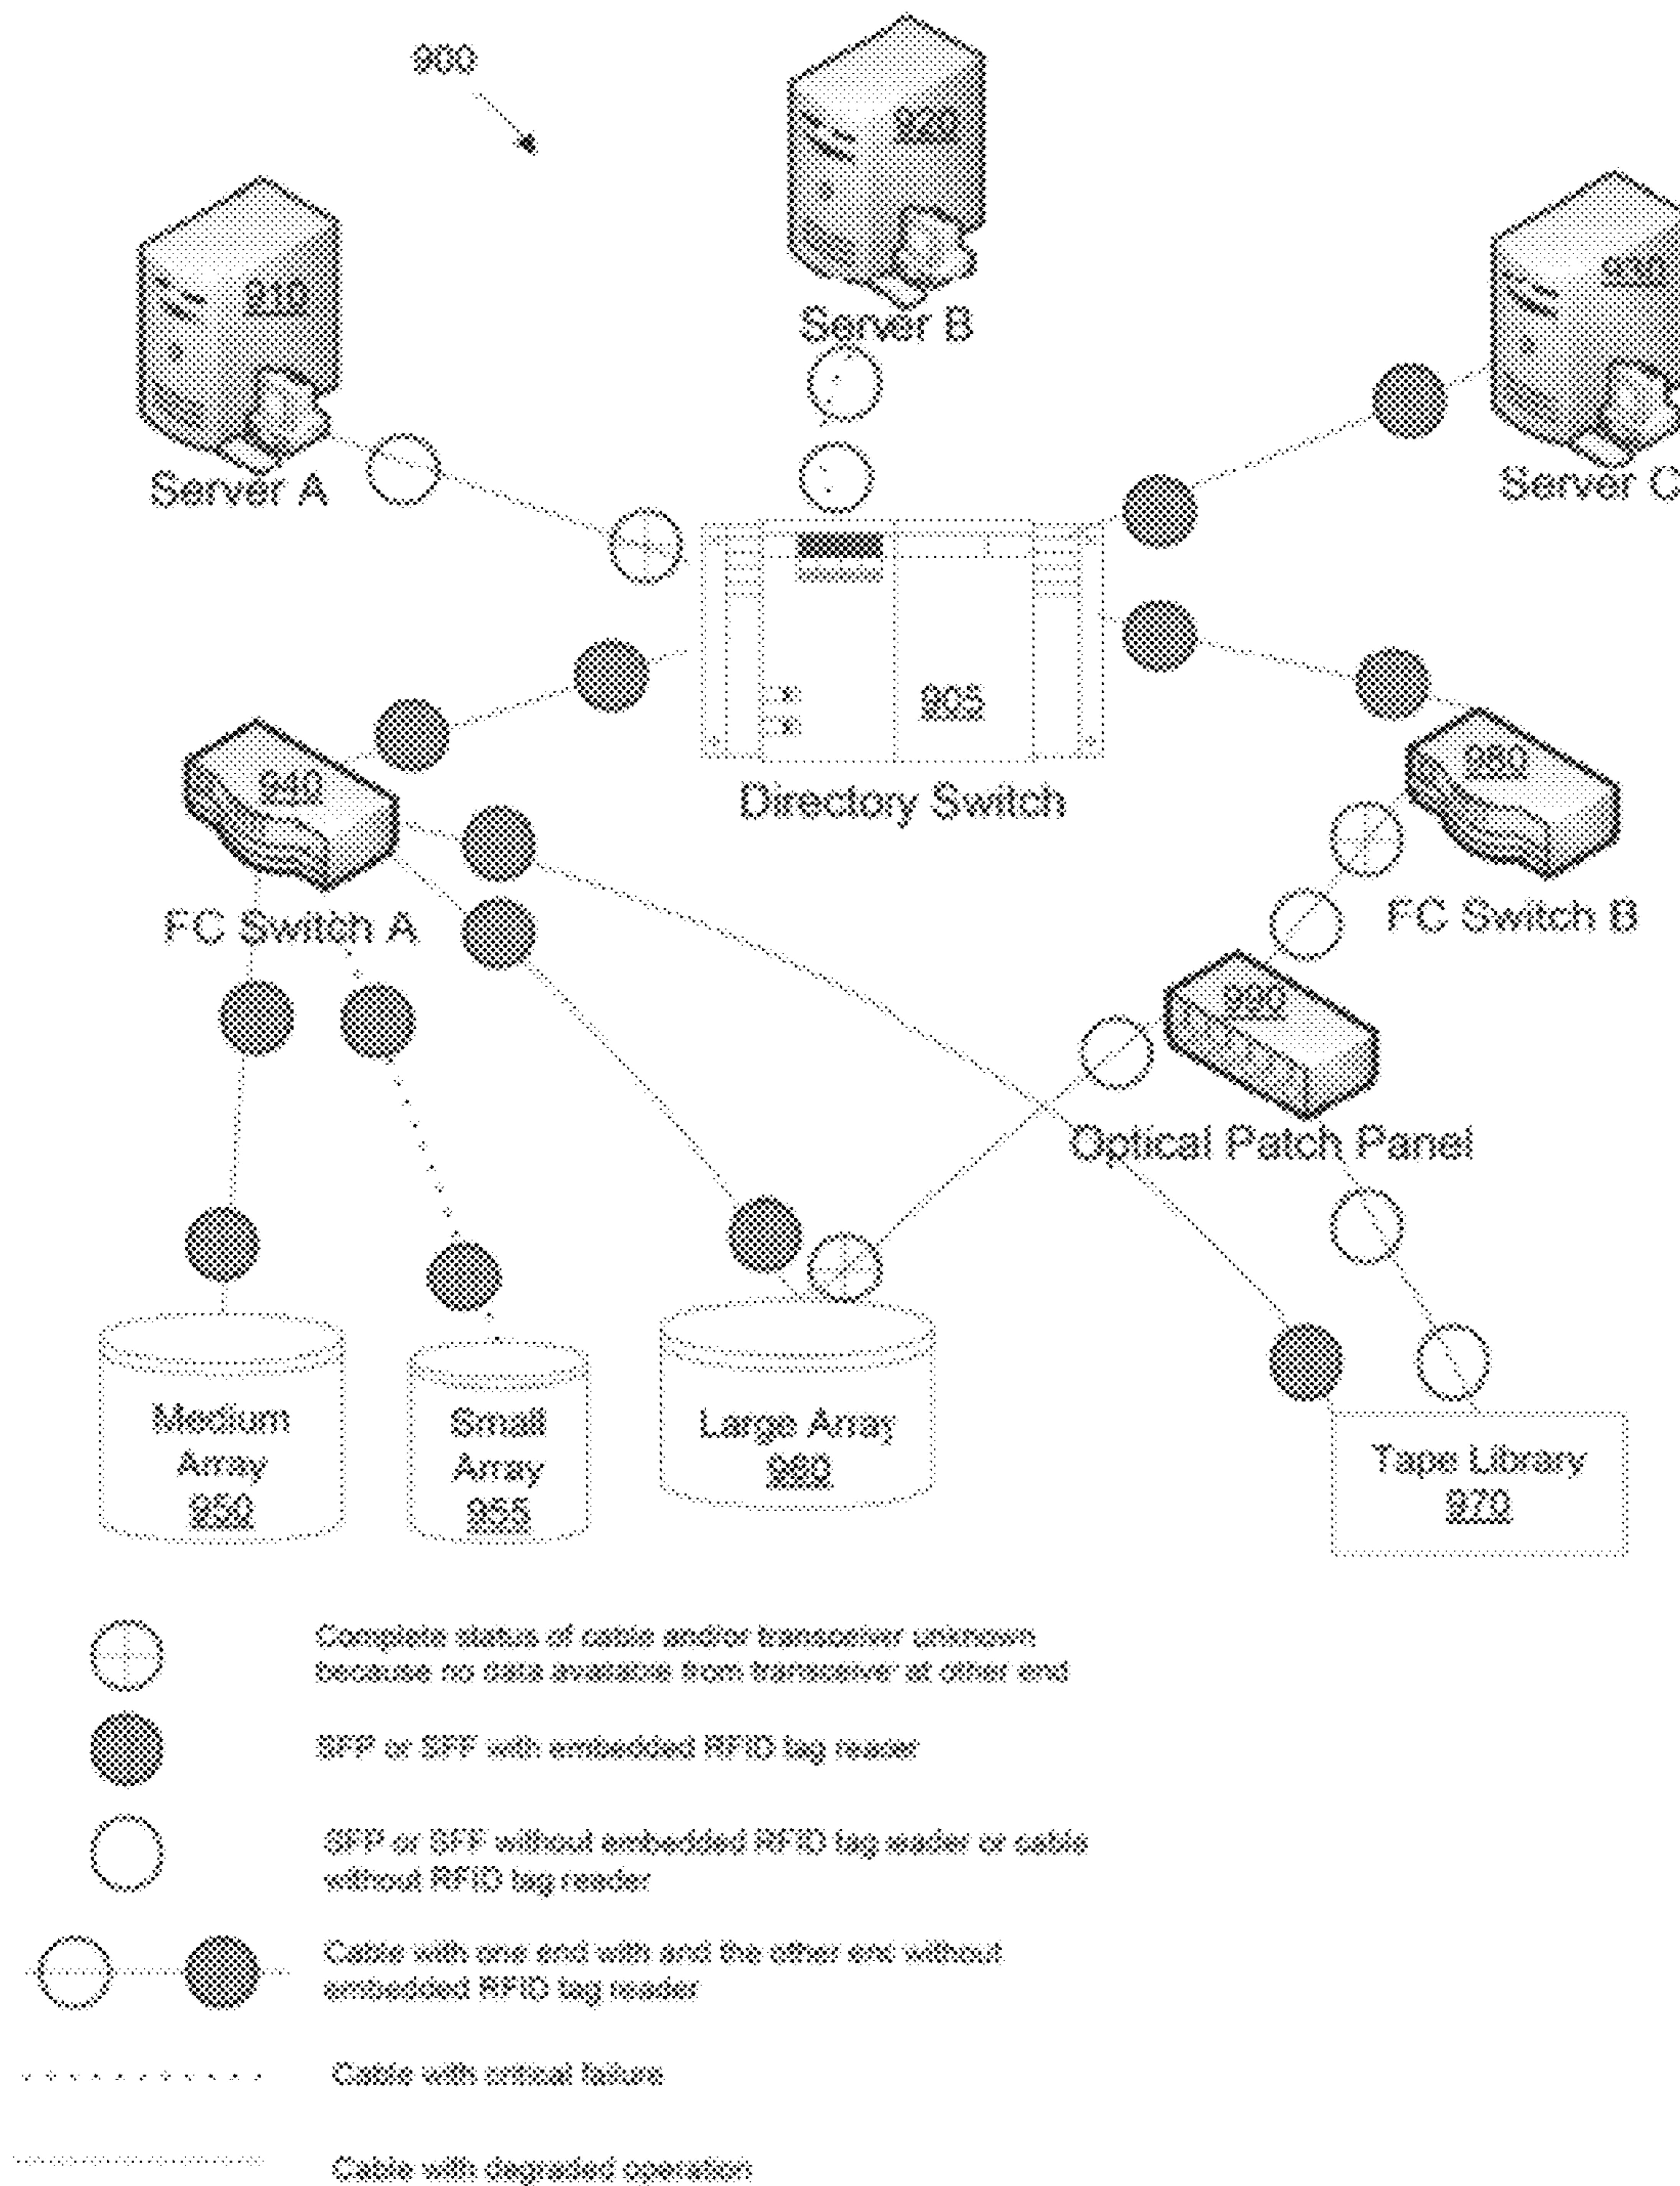 900
920
910
930
Server B
Server A
Server C
905
Directory Switch
940
980
FC Switch A
FC Switch B
990
Optical Patch Panel
Medium
Array
950
Small
Array
955
Large Array
960
Tape Library
970
Complete status of cable and/or transceiver unknown
because no data available from transceiver at other end
SFP or SFF with embedded RFID tag reader
SFP or SFF without embedded RFID tag reader or cable
without RFID tag reader
Cable with one end with and the other end without
embedded RFID tag reader
Cable with critical failure
Cable with degraded operation